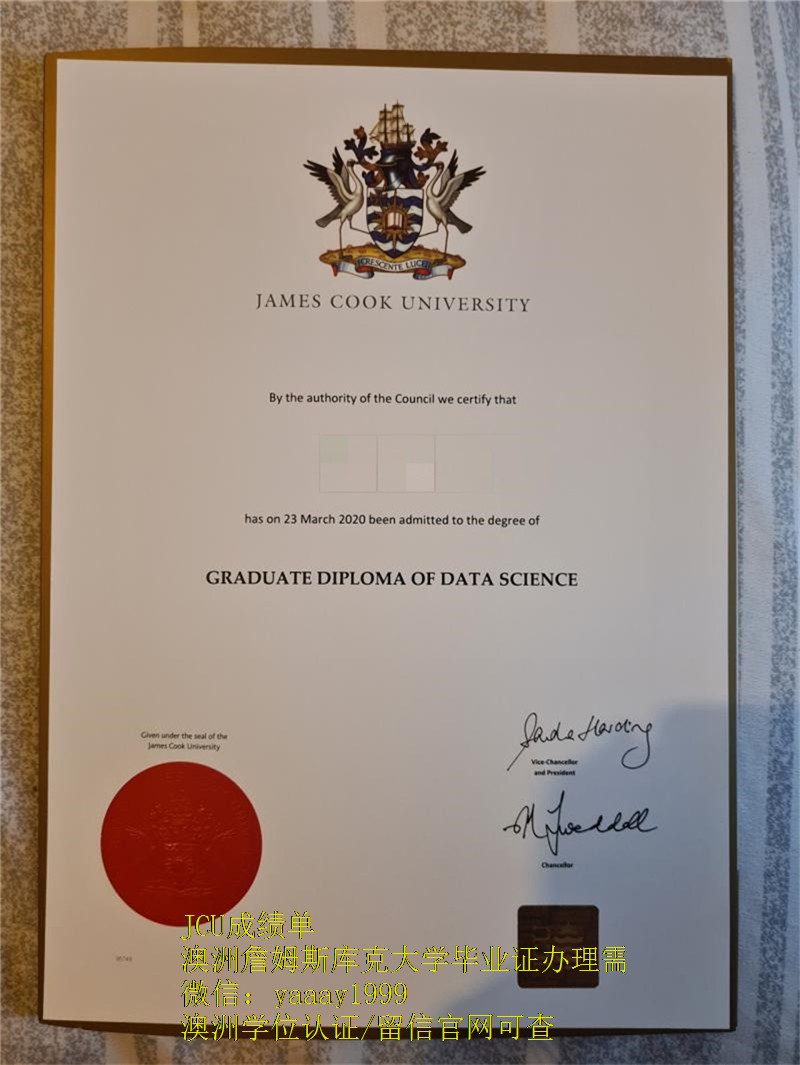 CRESCENTE LUCE
JAMES COOK UNIVERSITY
By the authority of the Council we certify that
has on 23 March 2020 been admitted to the degree of
GRADUATE DIPLOMA OF DATA SCIENCE
Given under the seal of the
James Cook University
Vice-Chancellor
and President
Chancellor
JCU成绩单
澳洲詹姆斯库克大学毕业证办理需
微信：yaaay1999
澳洲学位认证/留信官网可查